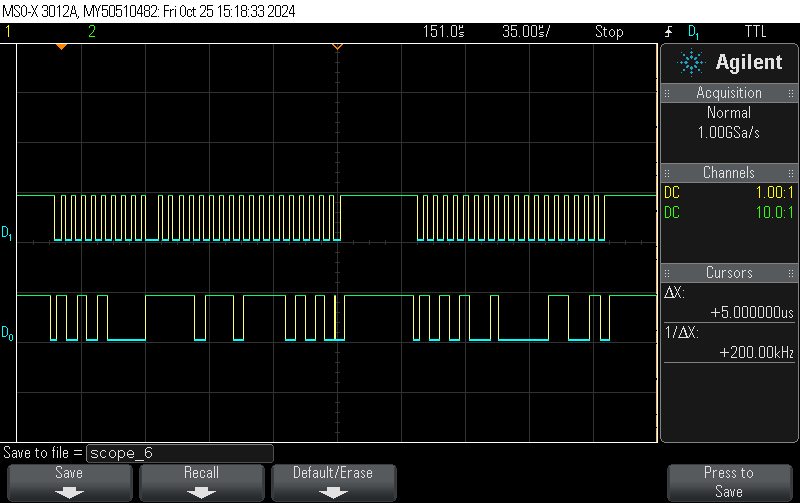 MSO-X 3012A, MY50510482: Fri Oct 25 15:18:33 2024
1 2 151.0s 35.00s/ Stop D1 TTL
Agilent
Acquisition
Normal
1.00GSa/s
Channels
DC 1.00:1
DC 10.0:1
Cursors
ΔX:
+5.000000us
1/ΔX:
+200.00kHz
D1
D0
Save to file = scope_6
Save
Recall
Default/Erase
Press to
Save